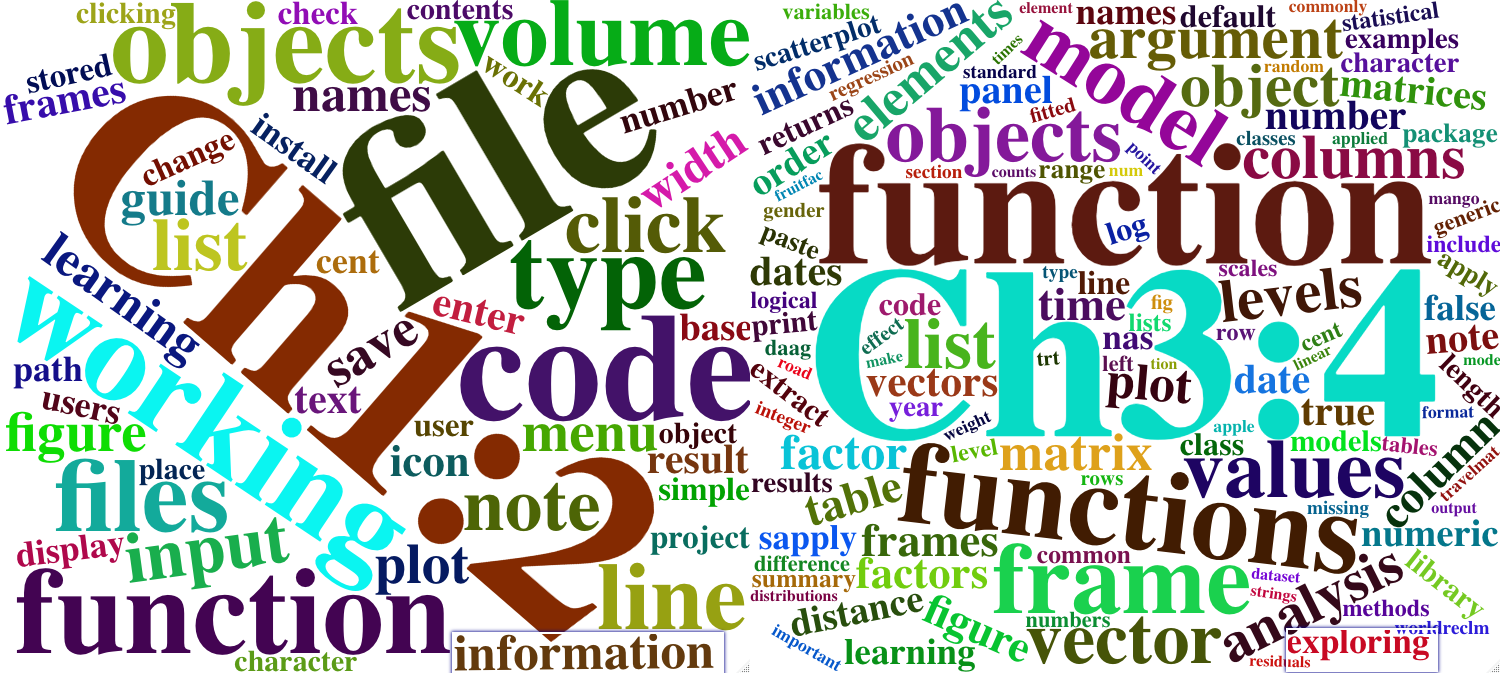 clicking
check
contents
objects
volume
stored
work
frames
names
file
number
install
change
width
guide
click
list
cent
type
learning
Ch1:2
enter
save
base
working
code
path
text
users
user
menu
object
figure
icon
result
place
files
note
simple
project
display
input
plot
function
line
information
character
variables
element
names
default
commonly
statistical
scatterplot
information
elements
times
argument
examples
regression
standard
model
random
character
panel
object
matrices
fitted
number
returns
objects
classes
applied
package
order
point
columns
fruitfac
section
counts
range
num
function
gender
mango
generic
log
paste
include
dates
type
line
scales
apply
logical
code
time
fig
levels
false
print
effect
list
lists
row
nas
cent
note
daag
make
trt
left
tion
linear
mode
road
Ch3:4
extract
vectors
plot
date
length
integer
year
weight
true
format
apple
factor
level
matrix
class
models
tables
column
results
table
rows
values
travelmat
functions
missing
output
sapply
frames
numeric
difference
common
summary
factors
frame
dataset
library
distributions
strings
analysis
distance
figure
numbers
methods
vector
worldreclm
important
learning
exploring
residuals